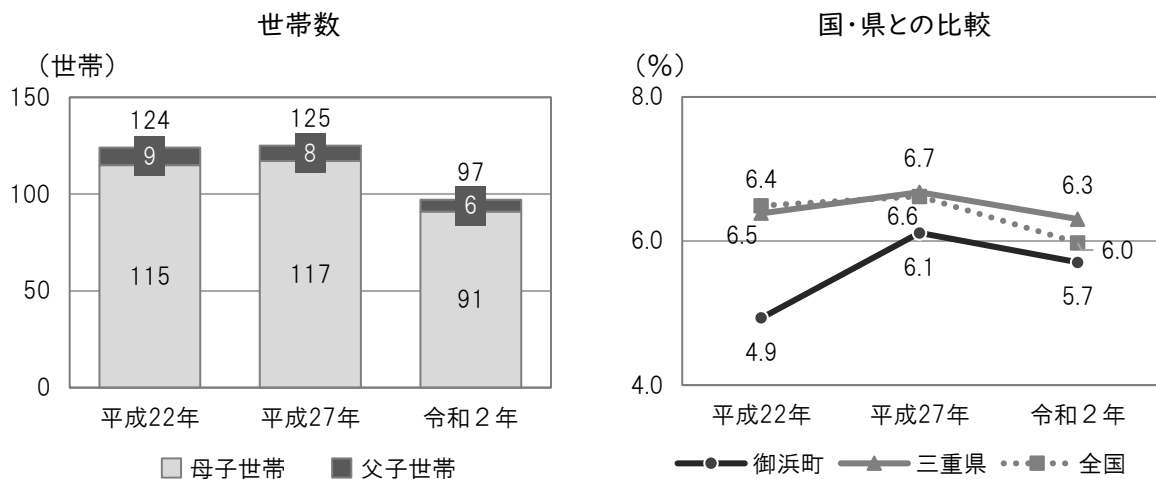 世帯数
（世帯）
150
100
50
0
124
9
115
125
8
117
97
6
91
平成22年
平成27年
令和２年
母子世帯
父子世帯
国・県との比較
（%）
8.0
6.0
4.0
6.4
6.5
4.9
6.7
6.6
6.1
6.3
6.0
5.7
平成22年
平成27年
令和２年
御浜町
三重県
全国